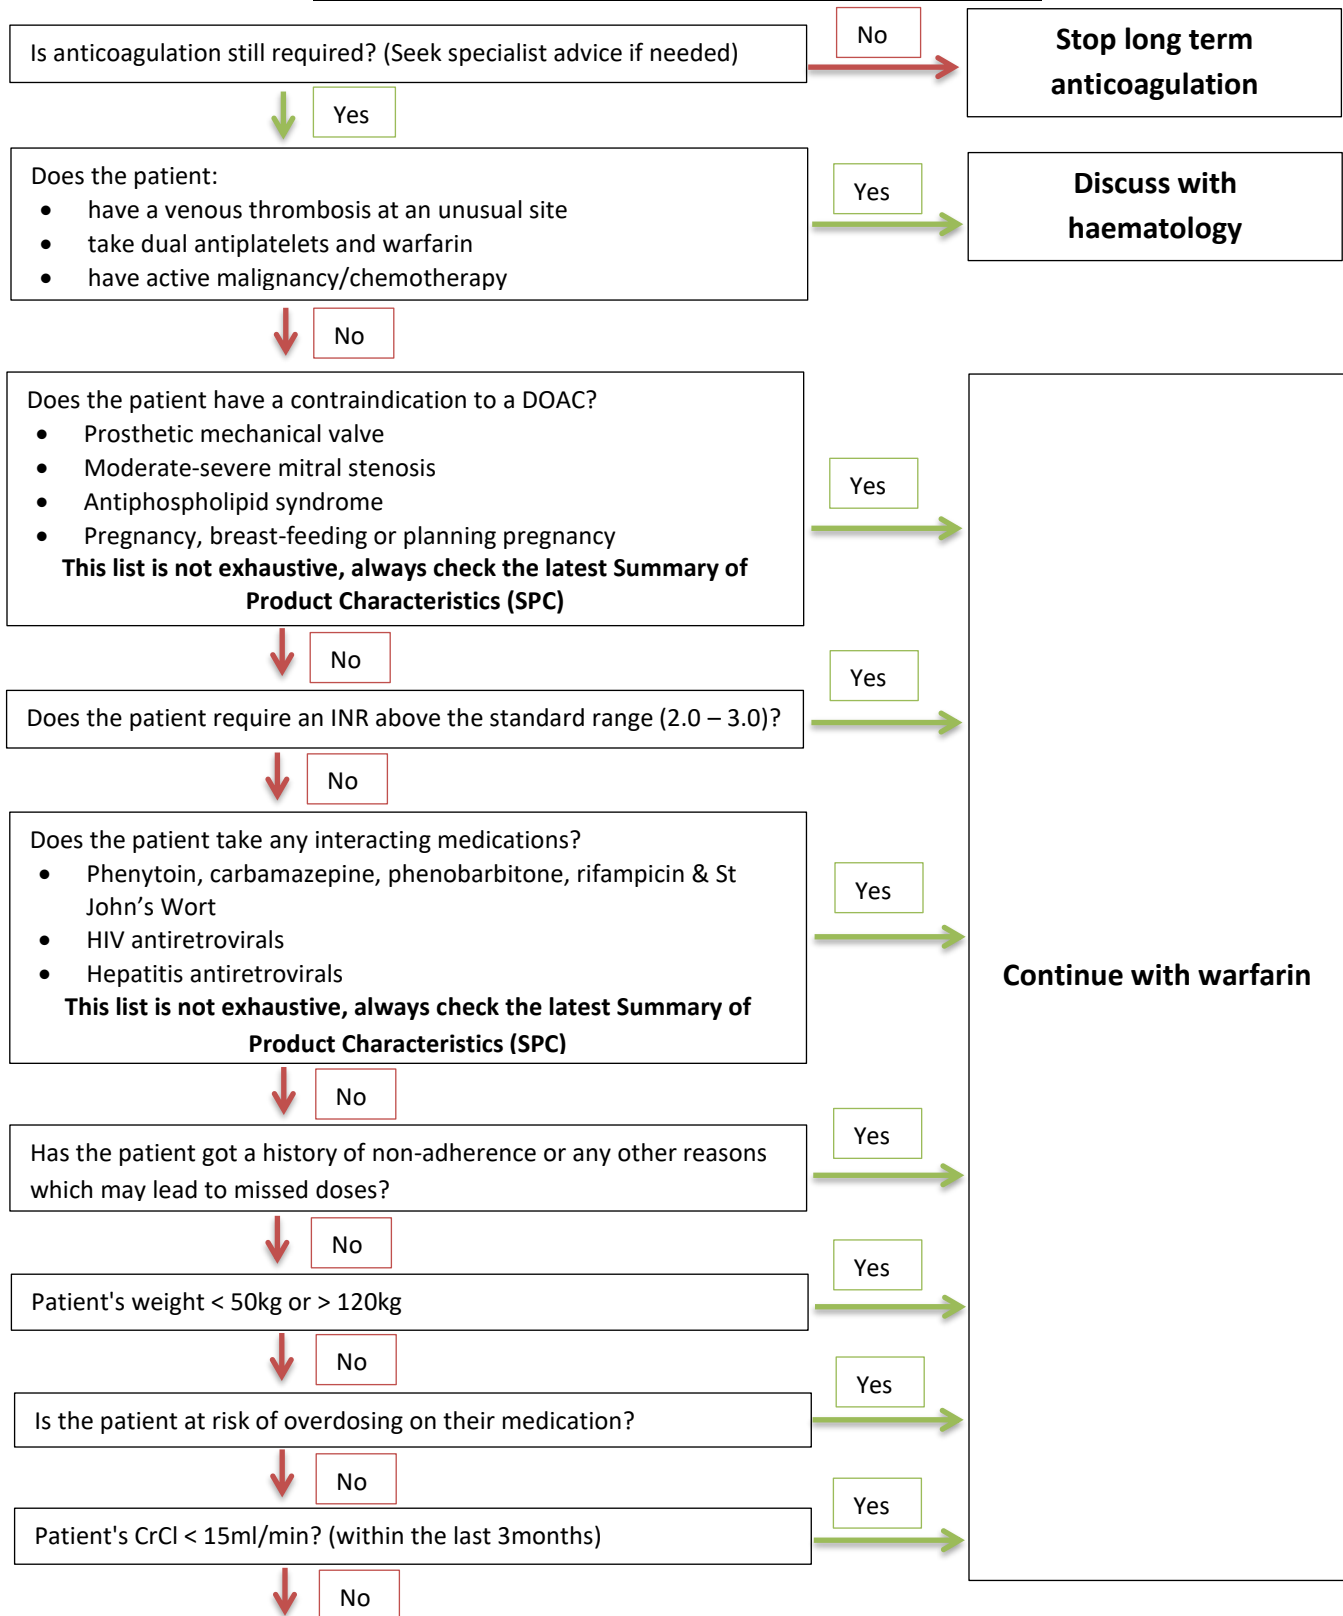 Is anticoagulation still required? (Seek specialist advice if needed)
No
Stop long term
anticoagulation
Yes
Does the patient:
• have a venous thrombosis at an unusual site
• take dual antiplatelets and warfarin
• have active malignancy/chemotherapy
Yes
Discuss with
haematology
No
Does the patient have a contraindication to a DOAC?
• Prosthetic mechanical valve
• Moderate-severe mitral stenosis
• Antiphospholipid syndrome
• Pregnancy, breast-feeding or planning pregnancy
This list is not exhaustive, always check the latest Summary of
Product Characteristics (SPC)
Yes
No
Does the patient require an INR above the standard range (2.0 – 3.0)?
Yes
No
Does the patient take any interacting medications?
• Phenytoin, carbamazepine, phenobarbitone, rifampicin & St
John’s Wort
• HIV antiretrovirals
• Hepatitis antiretrovirals
This list is not exhaustive, always check the latest Summary of
Product Characteristics (SPC)
Yes
Continue with warfarin
No
Has the patient got a history of non-adherence or any other reasons
which may lead to missed doses?
Yes
No
Patient's weight < 50kg or > 120kg
Yes
No
Is the patient at risk of overdosing on their medication?
Yes
No
Patient's CrCl < 15ml/min? (within the last 3months)
Yes
No